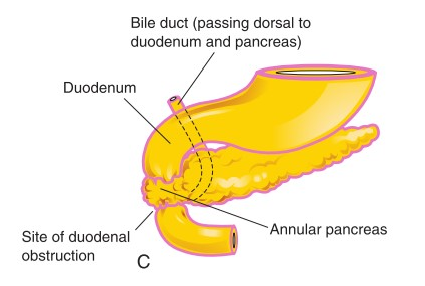 Bile duct (passing dorsal to
duodenum and pancreas)
Duodenum
Annular pancreas
Site of duodenal
obstruction
C